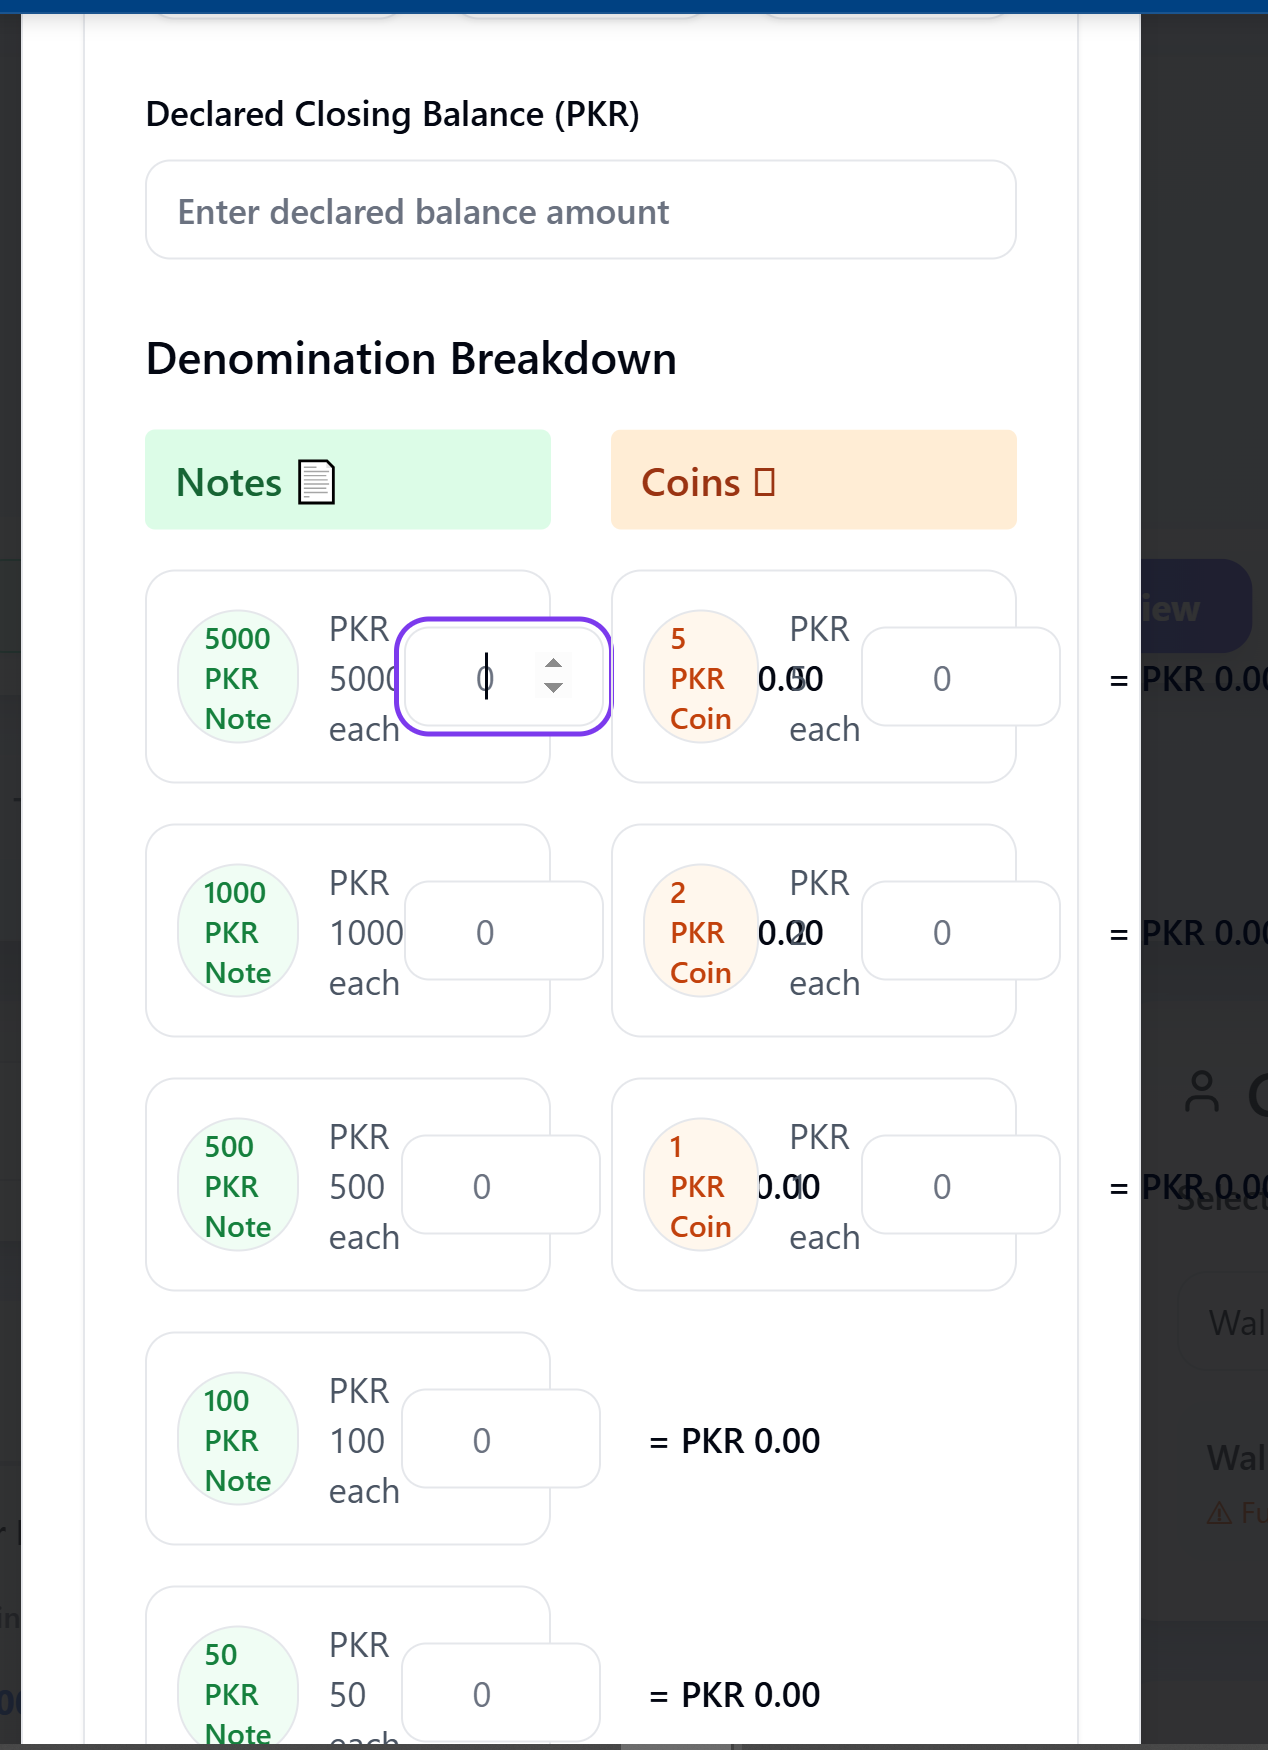 Declared Closing Balance (PKR)
Enter declared balance amount
Denomination Breakdown
Notes
Coins
5000
PKR
Note
PKR
5000
each
0
5
PKR
Coin
0.00
PKR
5
each
0
= PKR 0.00
iew
1000
PKR
Note
PKR
1000
each
0
2
PKR
Coin
0.00
PKR
2
each
0
= PKR 0.00
500
PKR
Note
PKR
500
each
0
1
PKR
Coin
0.00
PKR
1
each
0
= PKR 0.00
Select
Wal
100
PKR
Note
PKR
100
each
0
= PKR 0.00
Wal
Fu
50
PKR
Note
PKR
50
each
0
= PKR 0.00